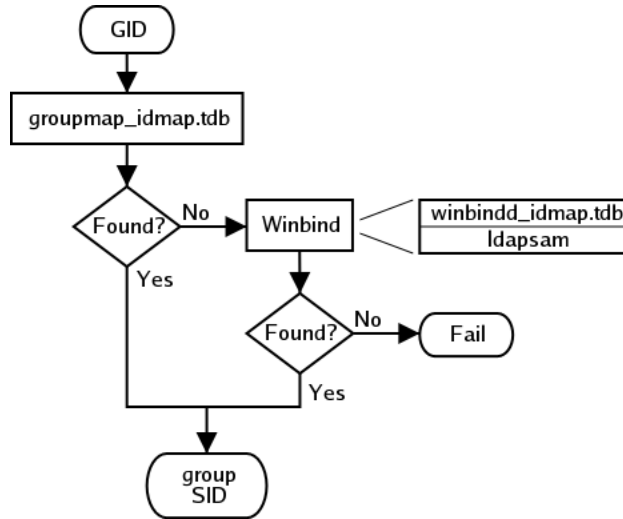 GID
groupmap_idmap.tdb
Found?
No
Winbind
winbindd_idmap.tdb
ldapsam
Yes
Found?
No
Fail
Yes
group
SID